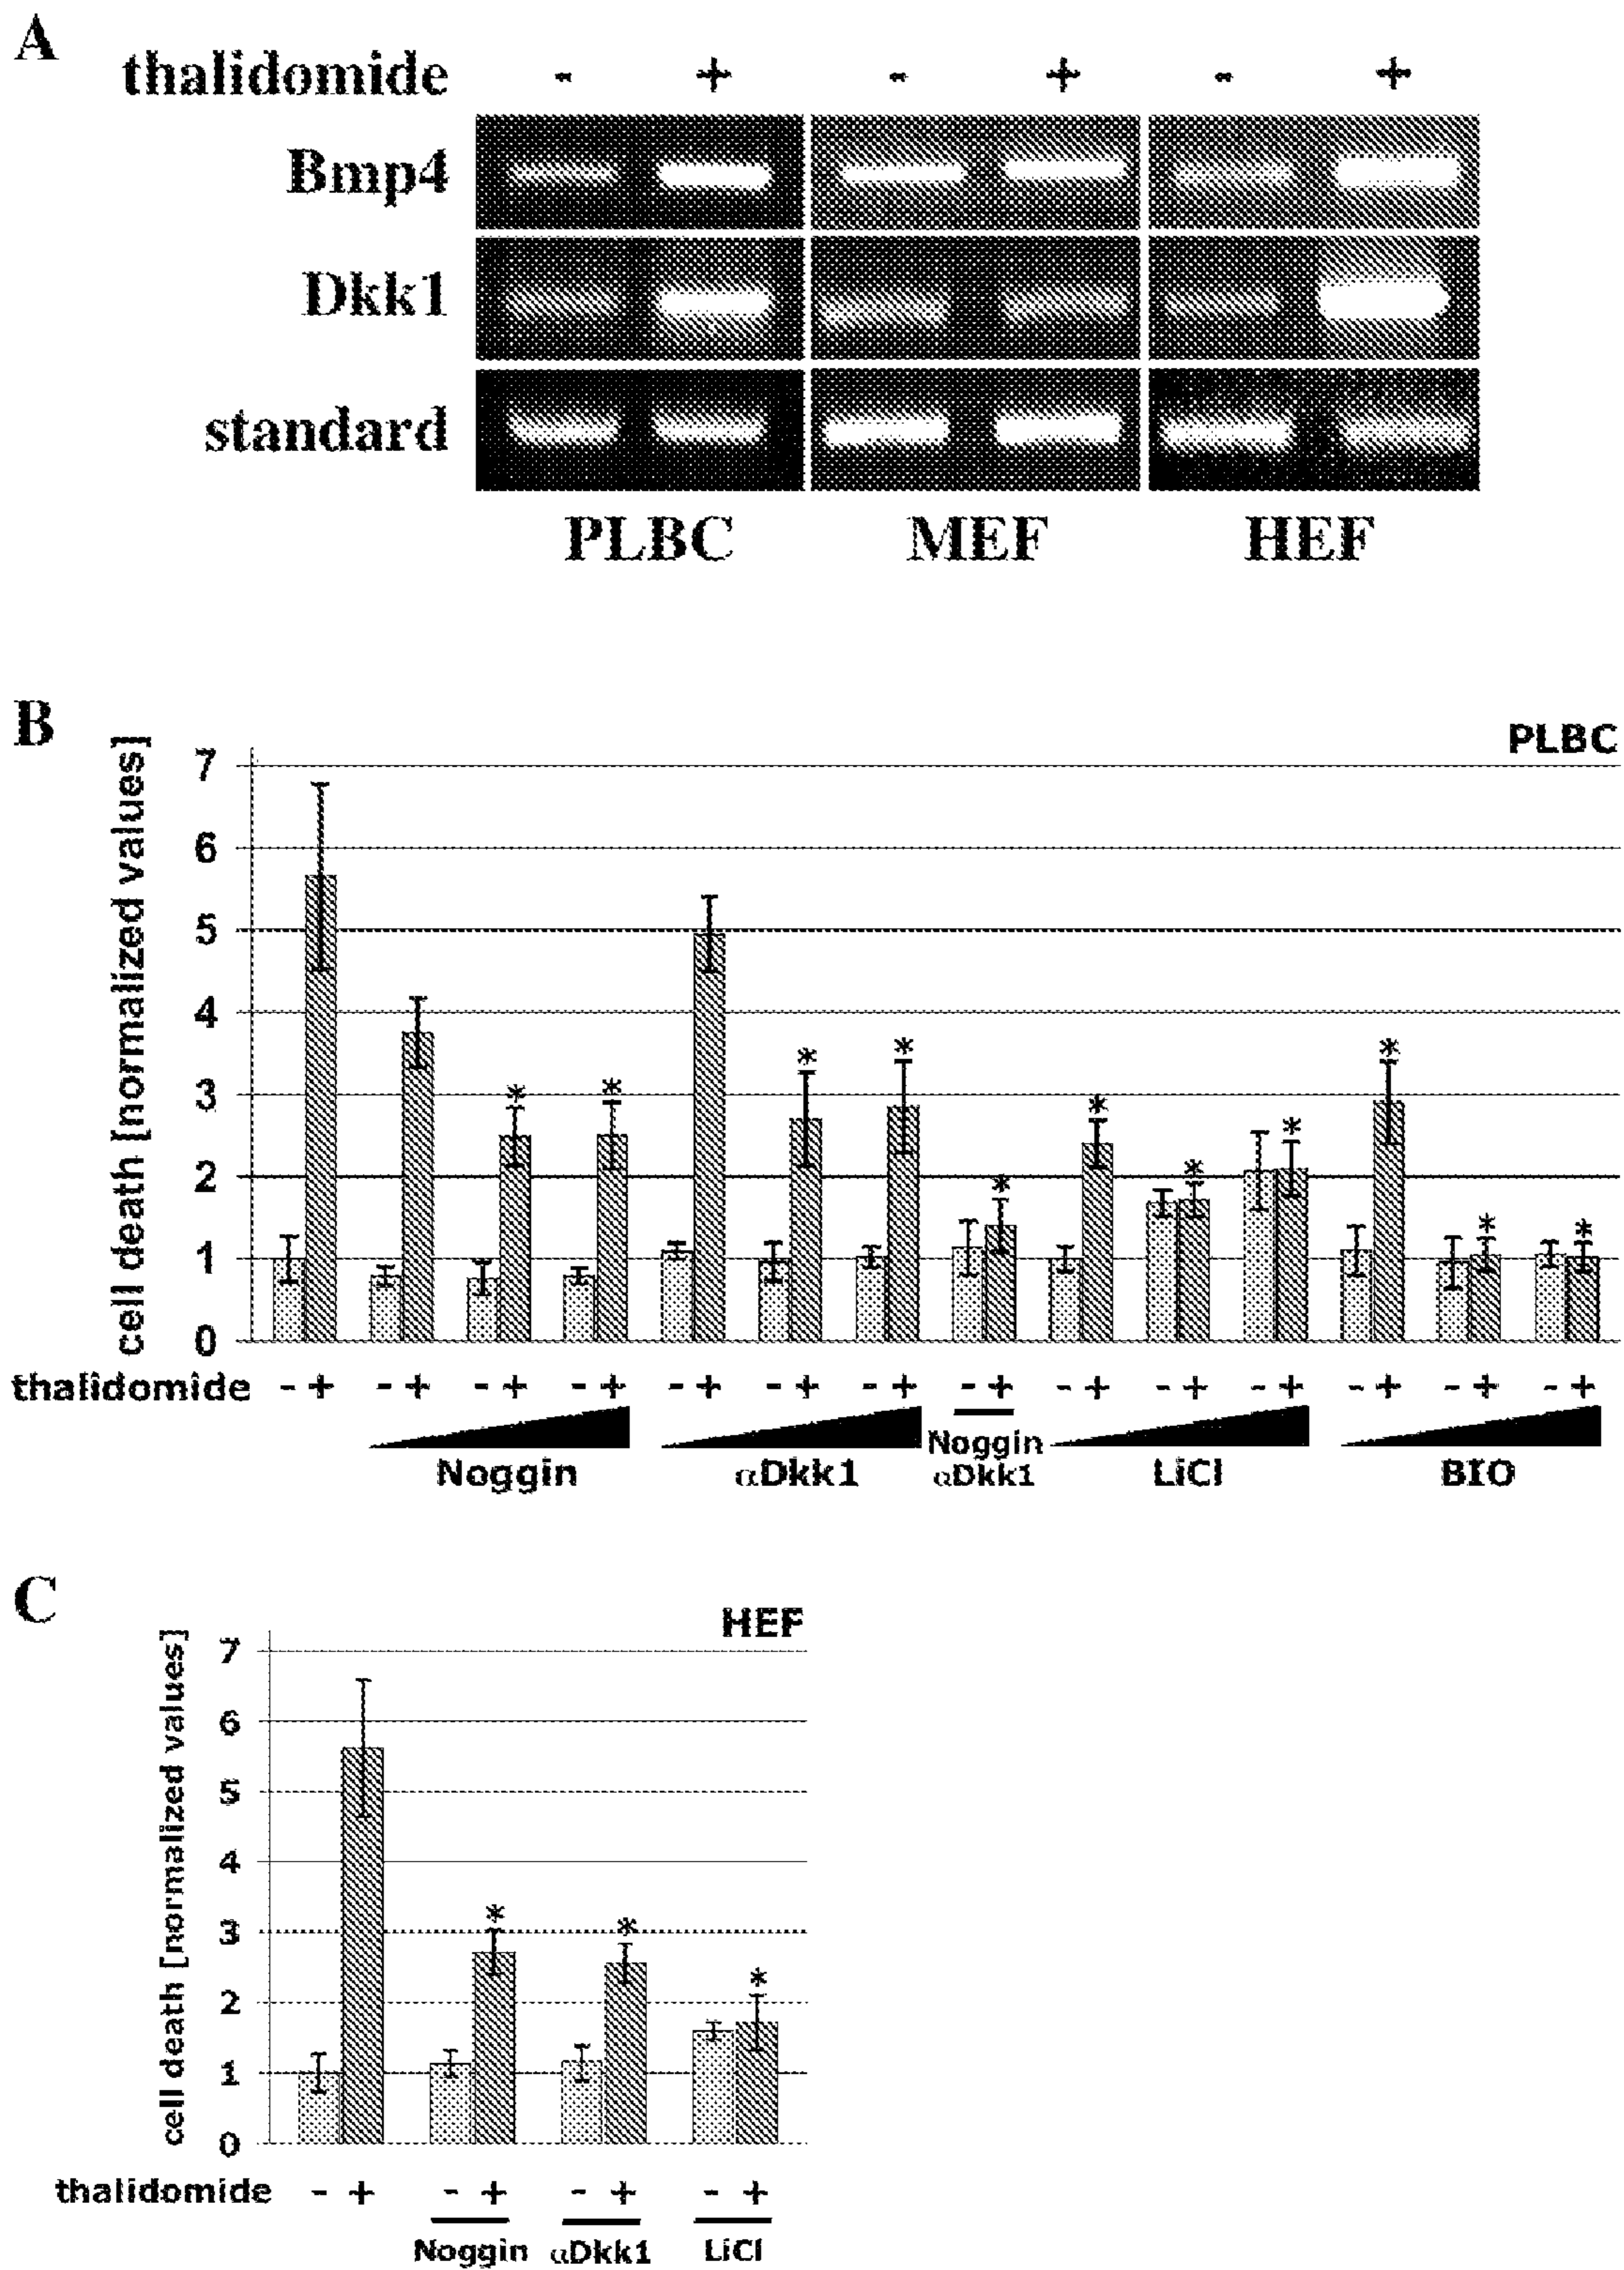 A
thalidomide - + - + - +
Bmp4
Dkk1
standard
PLBC MEF HEF
B
PLBC
cell death [normalized values]
7
6
5
4
3
2
1
0
* * * * * * * * * * *
thalidomide - + - + - + - + - + - + - + - + - + - + - + - + - + - +
Noggin αDkk1 Noggin αDkk1 LiCl BIO
C
HEF
cell death [normalized values]
7
6
5
4
3
2
1
0
* * *
thalidomide - + - + - + - +
Noggin αDkk1 LiCl